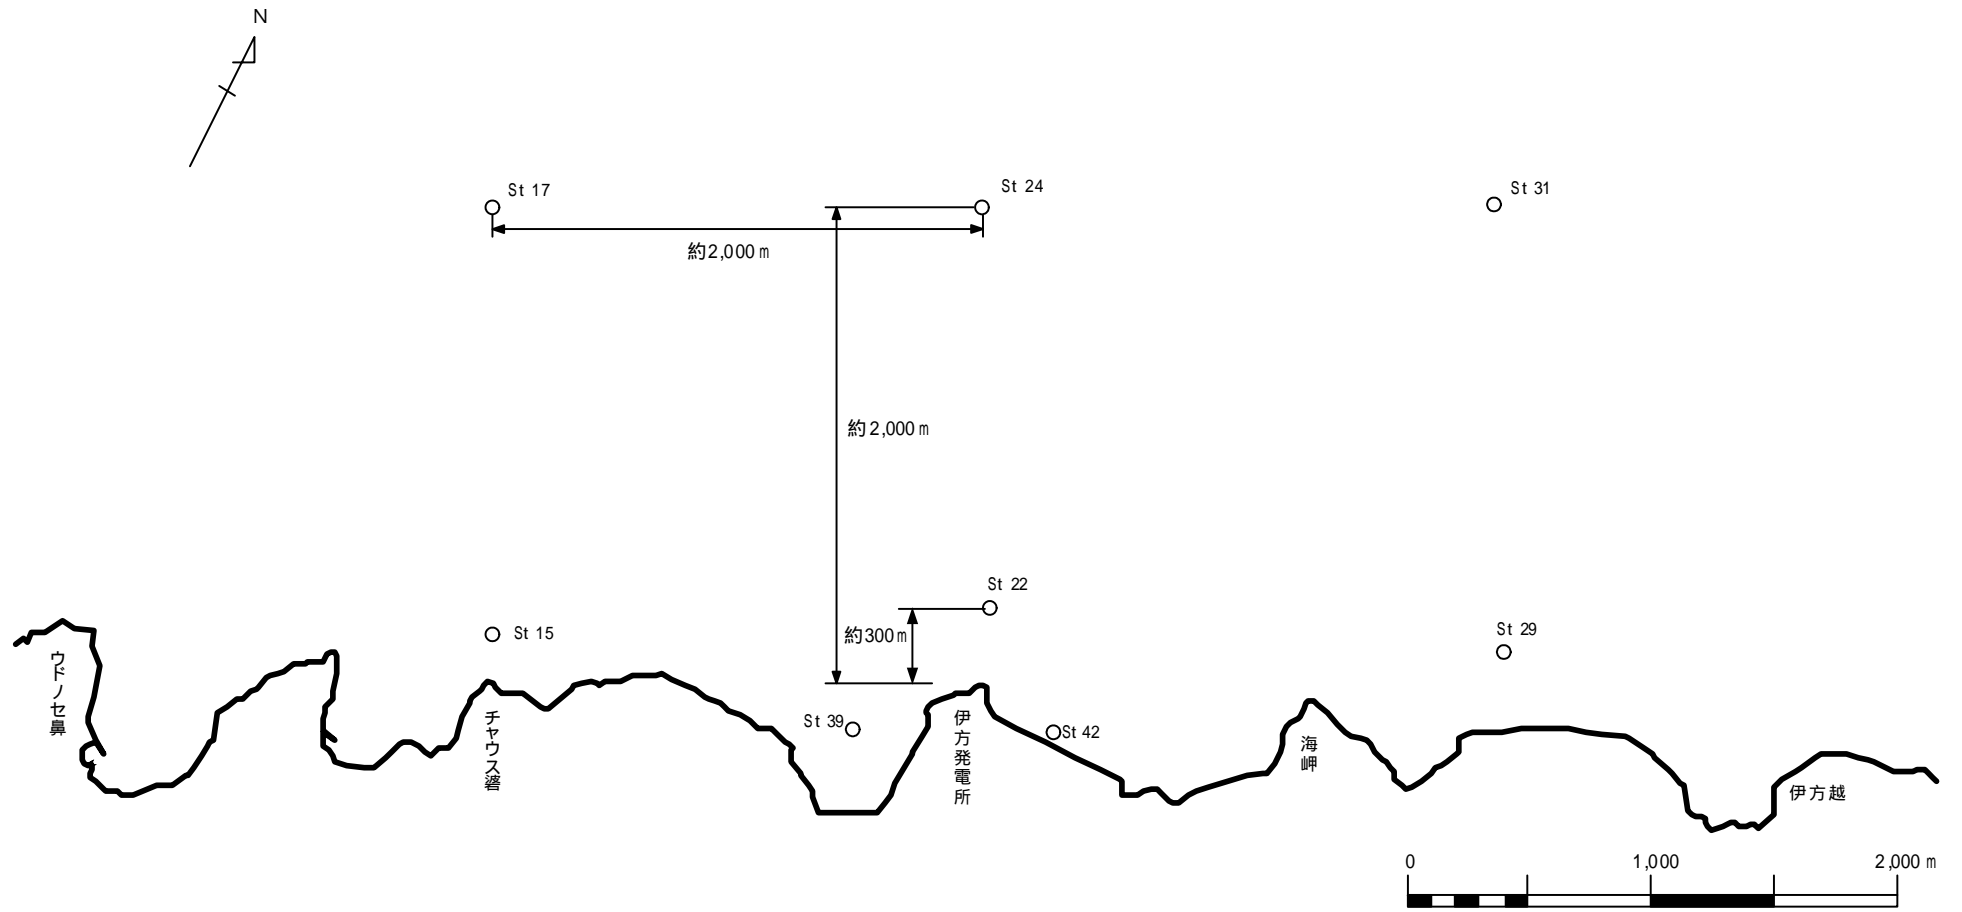 N
St 17
St 24
St 31
約2,000ｍ
約2,000ｍ
St 22
約300ｍ
St 15
St 29
St 39
St 42
ウドノセ鼻
チャウス碆
伊方発電所
海岬
伊方越
0 1,000 2,000 m